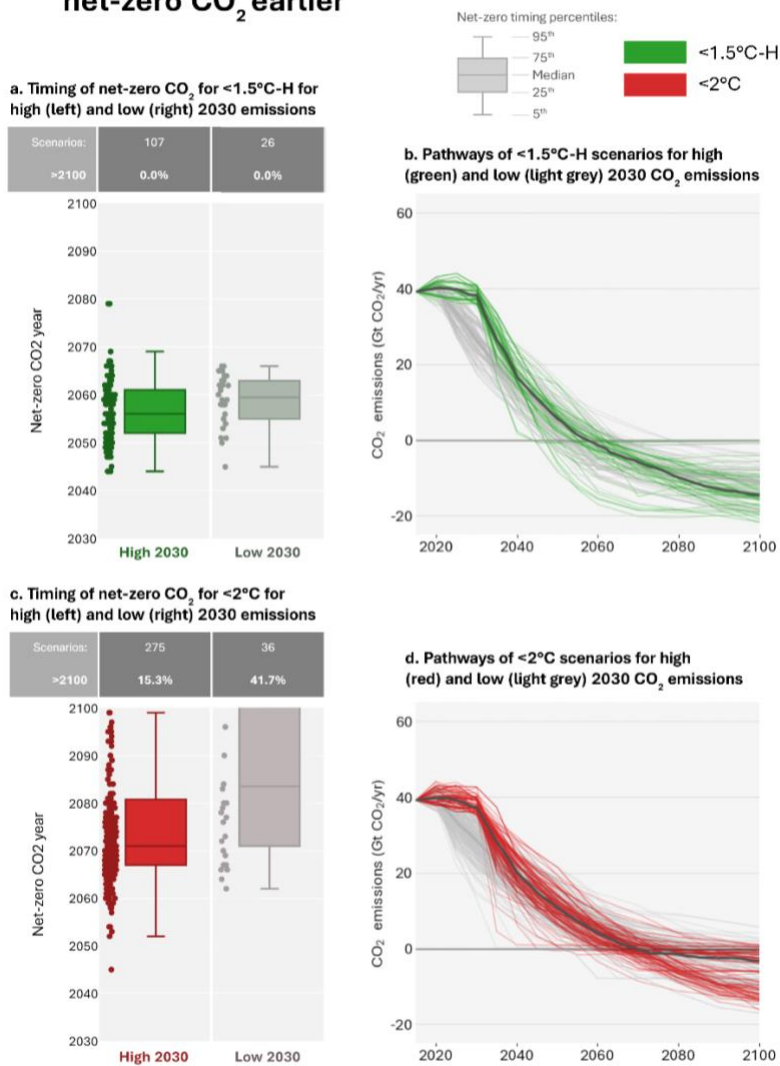 net-zero CO2 earlier
Net-zero timing percentiles:
95th
75th
Median
25th
5th
<1.5°C-H
<2°C
a. Timing of net-zero CO2 for <1.5°C-H for
high (left) and low (right) 2030 emissions
Scenarios: 107 26
>2100 0.0% 0.0%
2100
2090
2080
2070
2060
2050
2040
2030
Net-zero CO2 year
High 2030 Low 2030
b. Pathways of <1.5°C-H scenarios for high
(green) and low (light grey) 2030 CO2 emissions
60
40
20
0
-20
CO2 emissions (Gt CO2/yr)
2020 2040 2060 2080 2100
c. Timing of net-zero CO2 for <2°C for
high (left) and low (right) 2030 emissions
Scenarios: 275 36
>2100 15.3% 41.7%
2100
2090
2080
2070
2060
2050
2040
2030
Net-zero CO2 year
High 2030 Low 2030
d. Pathways of <2°C scenarios for high
(red) and low (light grey) 2030 CO2 emissions
60
40
20
0
-20
CO2 emissions (Gt CO2/yr)
2020 2040 2060 2080 2100